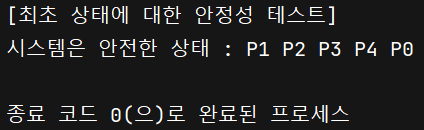 [최초 상태에 대한 안정성 테스트]
시스템은 안전한 상태 : P1 P2 P3 P4 P0
종료 코드 0(으)로 완료된 프로세스